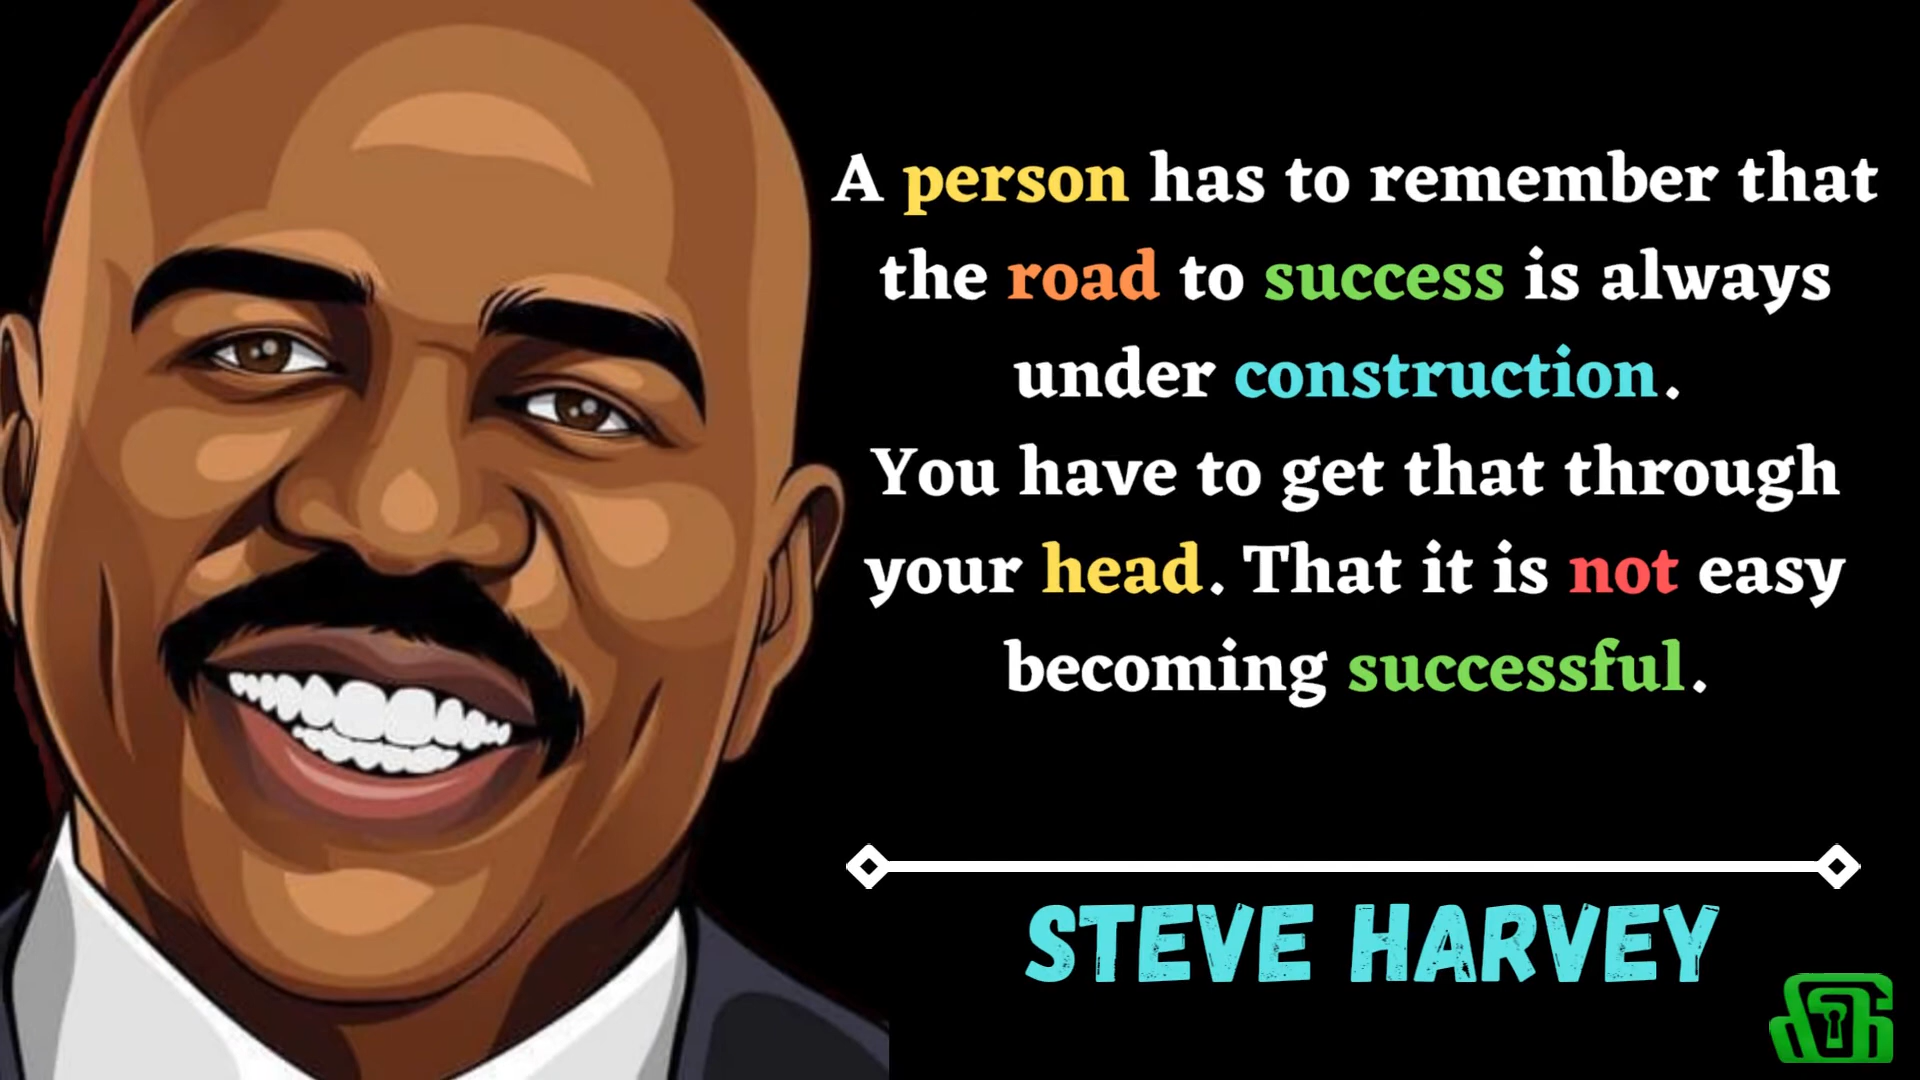 A person has to remember that
the road to success is always
under construction.
You have to get that through
your head. That it is not easy
becoming successful.
STEVE HARVEY